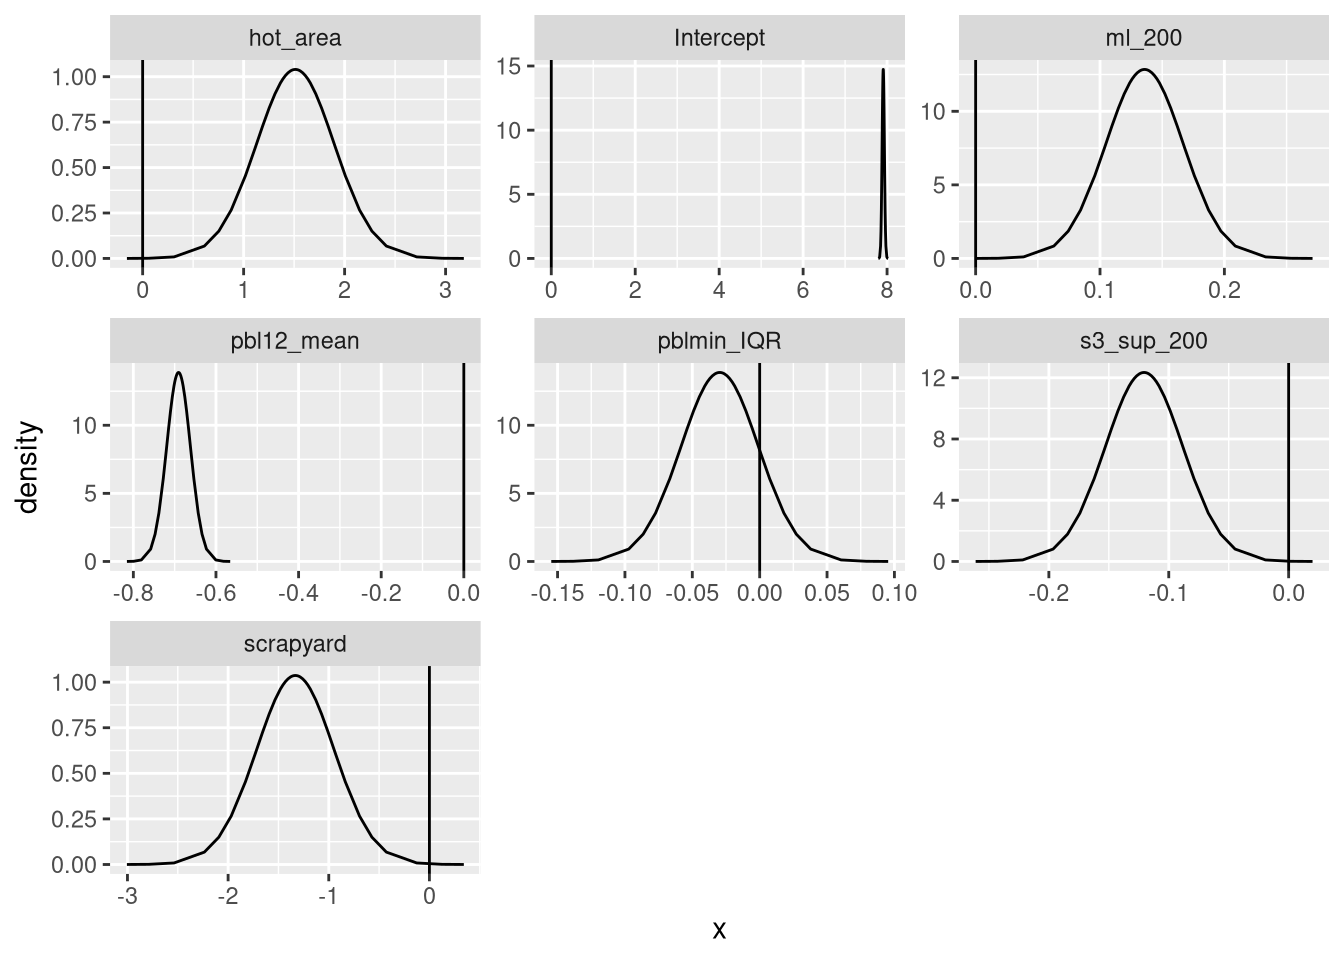 hot_area Intercept ml_200
1.00 0.75 0.50 0.25 0.00
15 10 5 0
10 5 0
0 1 2 3
0 2 4 6 8
0.0 0.1 0.2
pbl12_mean pblmin_IQR s3_sup_200
density
10 5 0
10 5 0
12 8 4 0
-0.8 -0.6 -0.4 -0.2 0.0
-0.15 -0.10 -0.05 0.00 0.05 0.10
-0.2 -0.1 0.0
scrapyard
1.00 0.75 0.50 0.25 0.00
-3 -2 -1 0
x